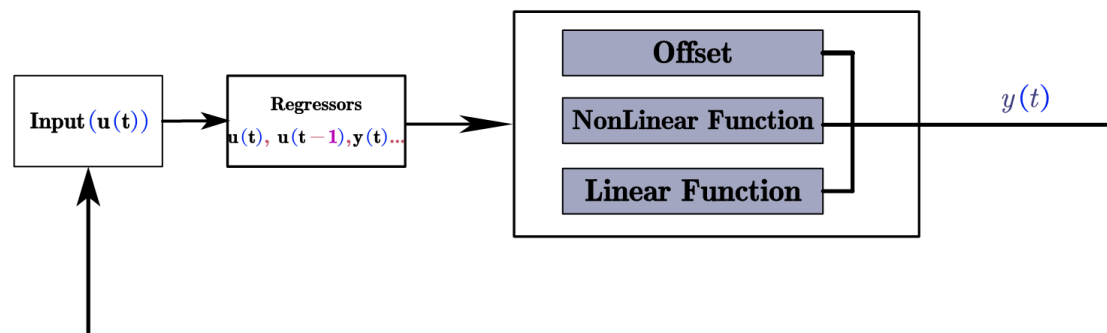 Input(u(t))
Regressors
u(t), u(t−1),y(t)...
Offset
NonLinear Function
Linear Function
y(t)